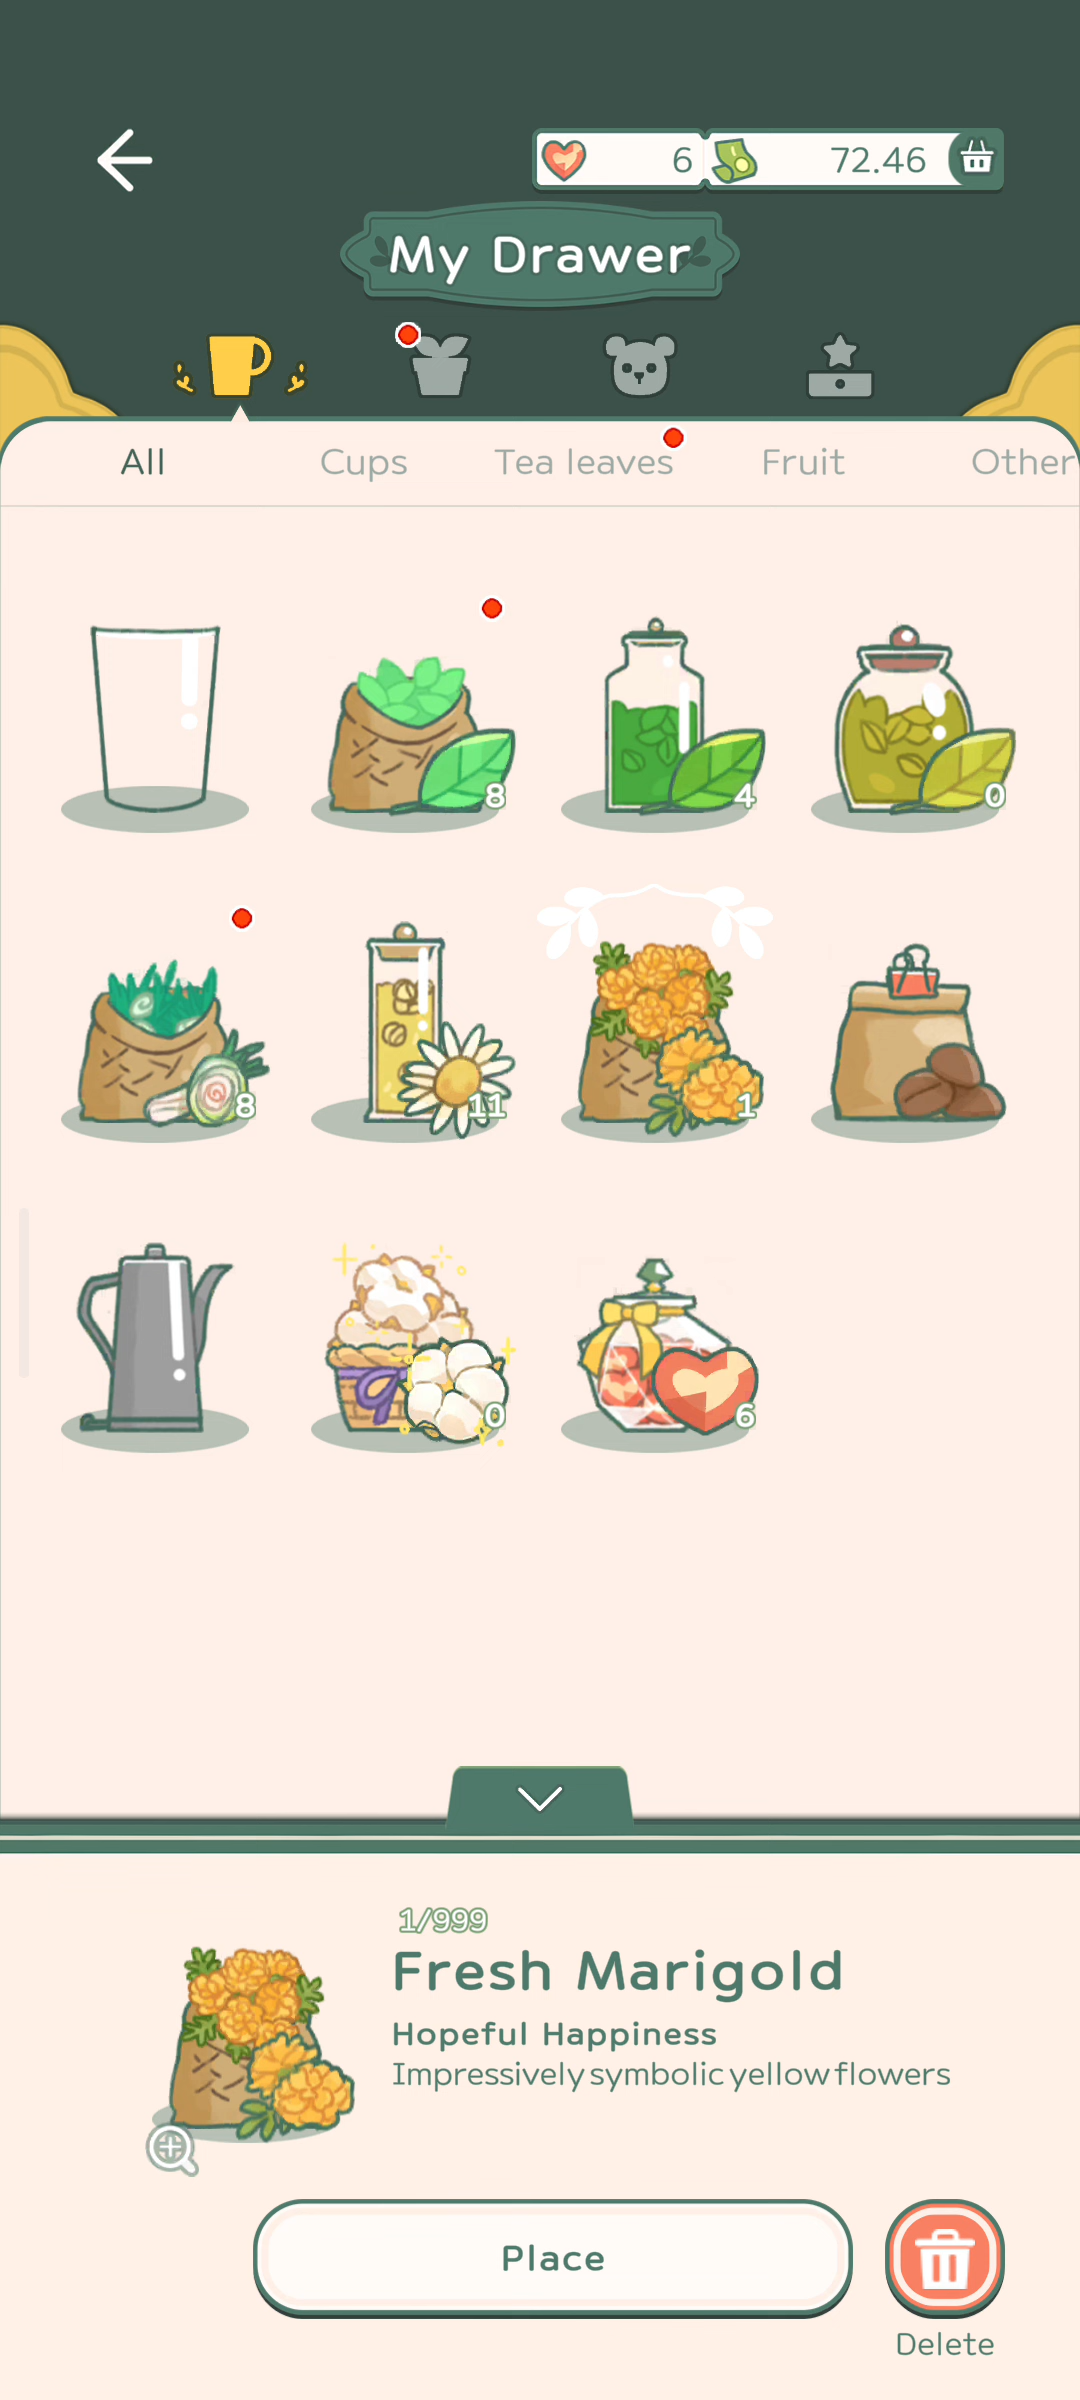 6 72.46
My Drawer
All Cups Tea leaves Fruit Other
8 4 0
8 11 1
0 6
1/999
Fresh Marigold
Hopeful Happiness
Impressively symbolic yellow flowers
Place
Delete